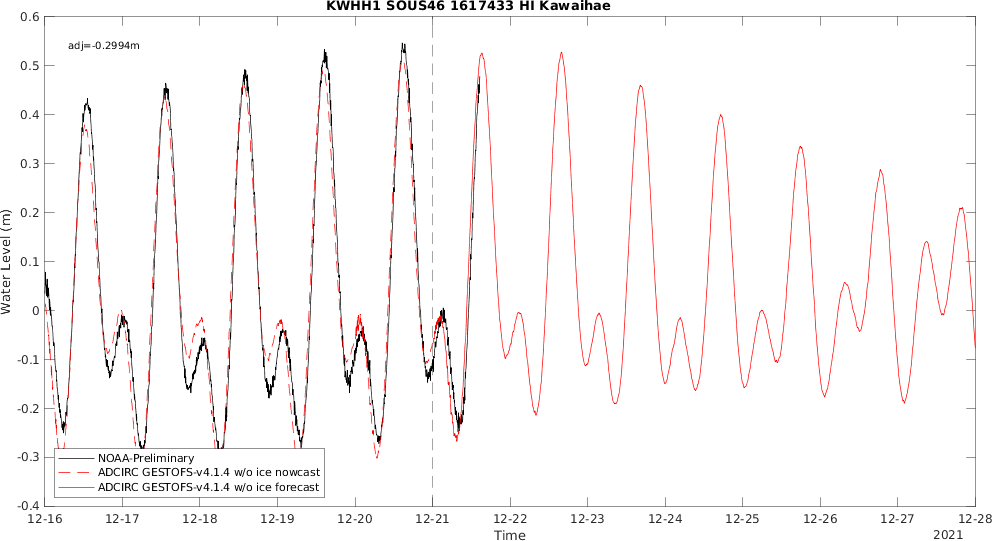 KWHH1 SOUS46 1617433 HI Kawaihae
adj=-0.2994m
0.6
0.5
0.4
0.3
0.2
0.1
0
-0.1
-0.2
-0.3
-0.4
Water Level (m)
NOAA-Preliminary
ADCIRC GESTOFS-v4.1.4 w/o ice nowcast
ADCIRC GESTOFS-v4.1.4 w/o ice forecast
12-16 12-17 12-18 12-19 12-20 12-21 12-22 12-23 12-24 12-25 12-26 12-27 12-28
Time
2021